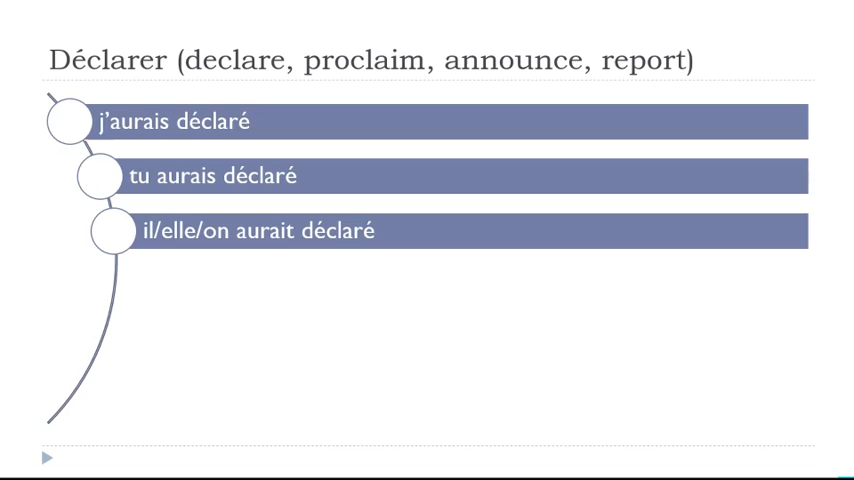 Déclarer (declare, proclaim, announce, report)
j’aurais déclaré
tu aurais déclaré
il/elle/on aurait déclaré